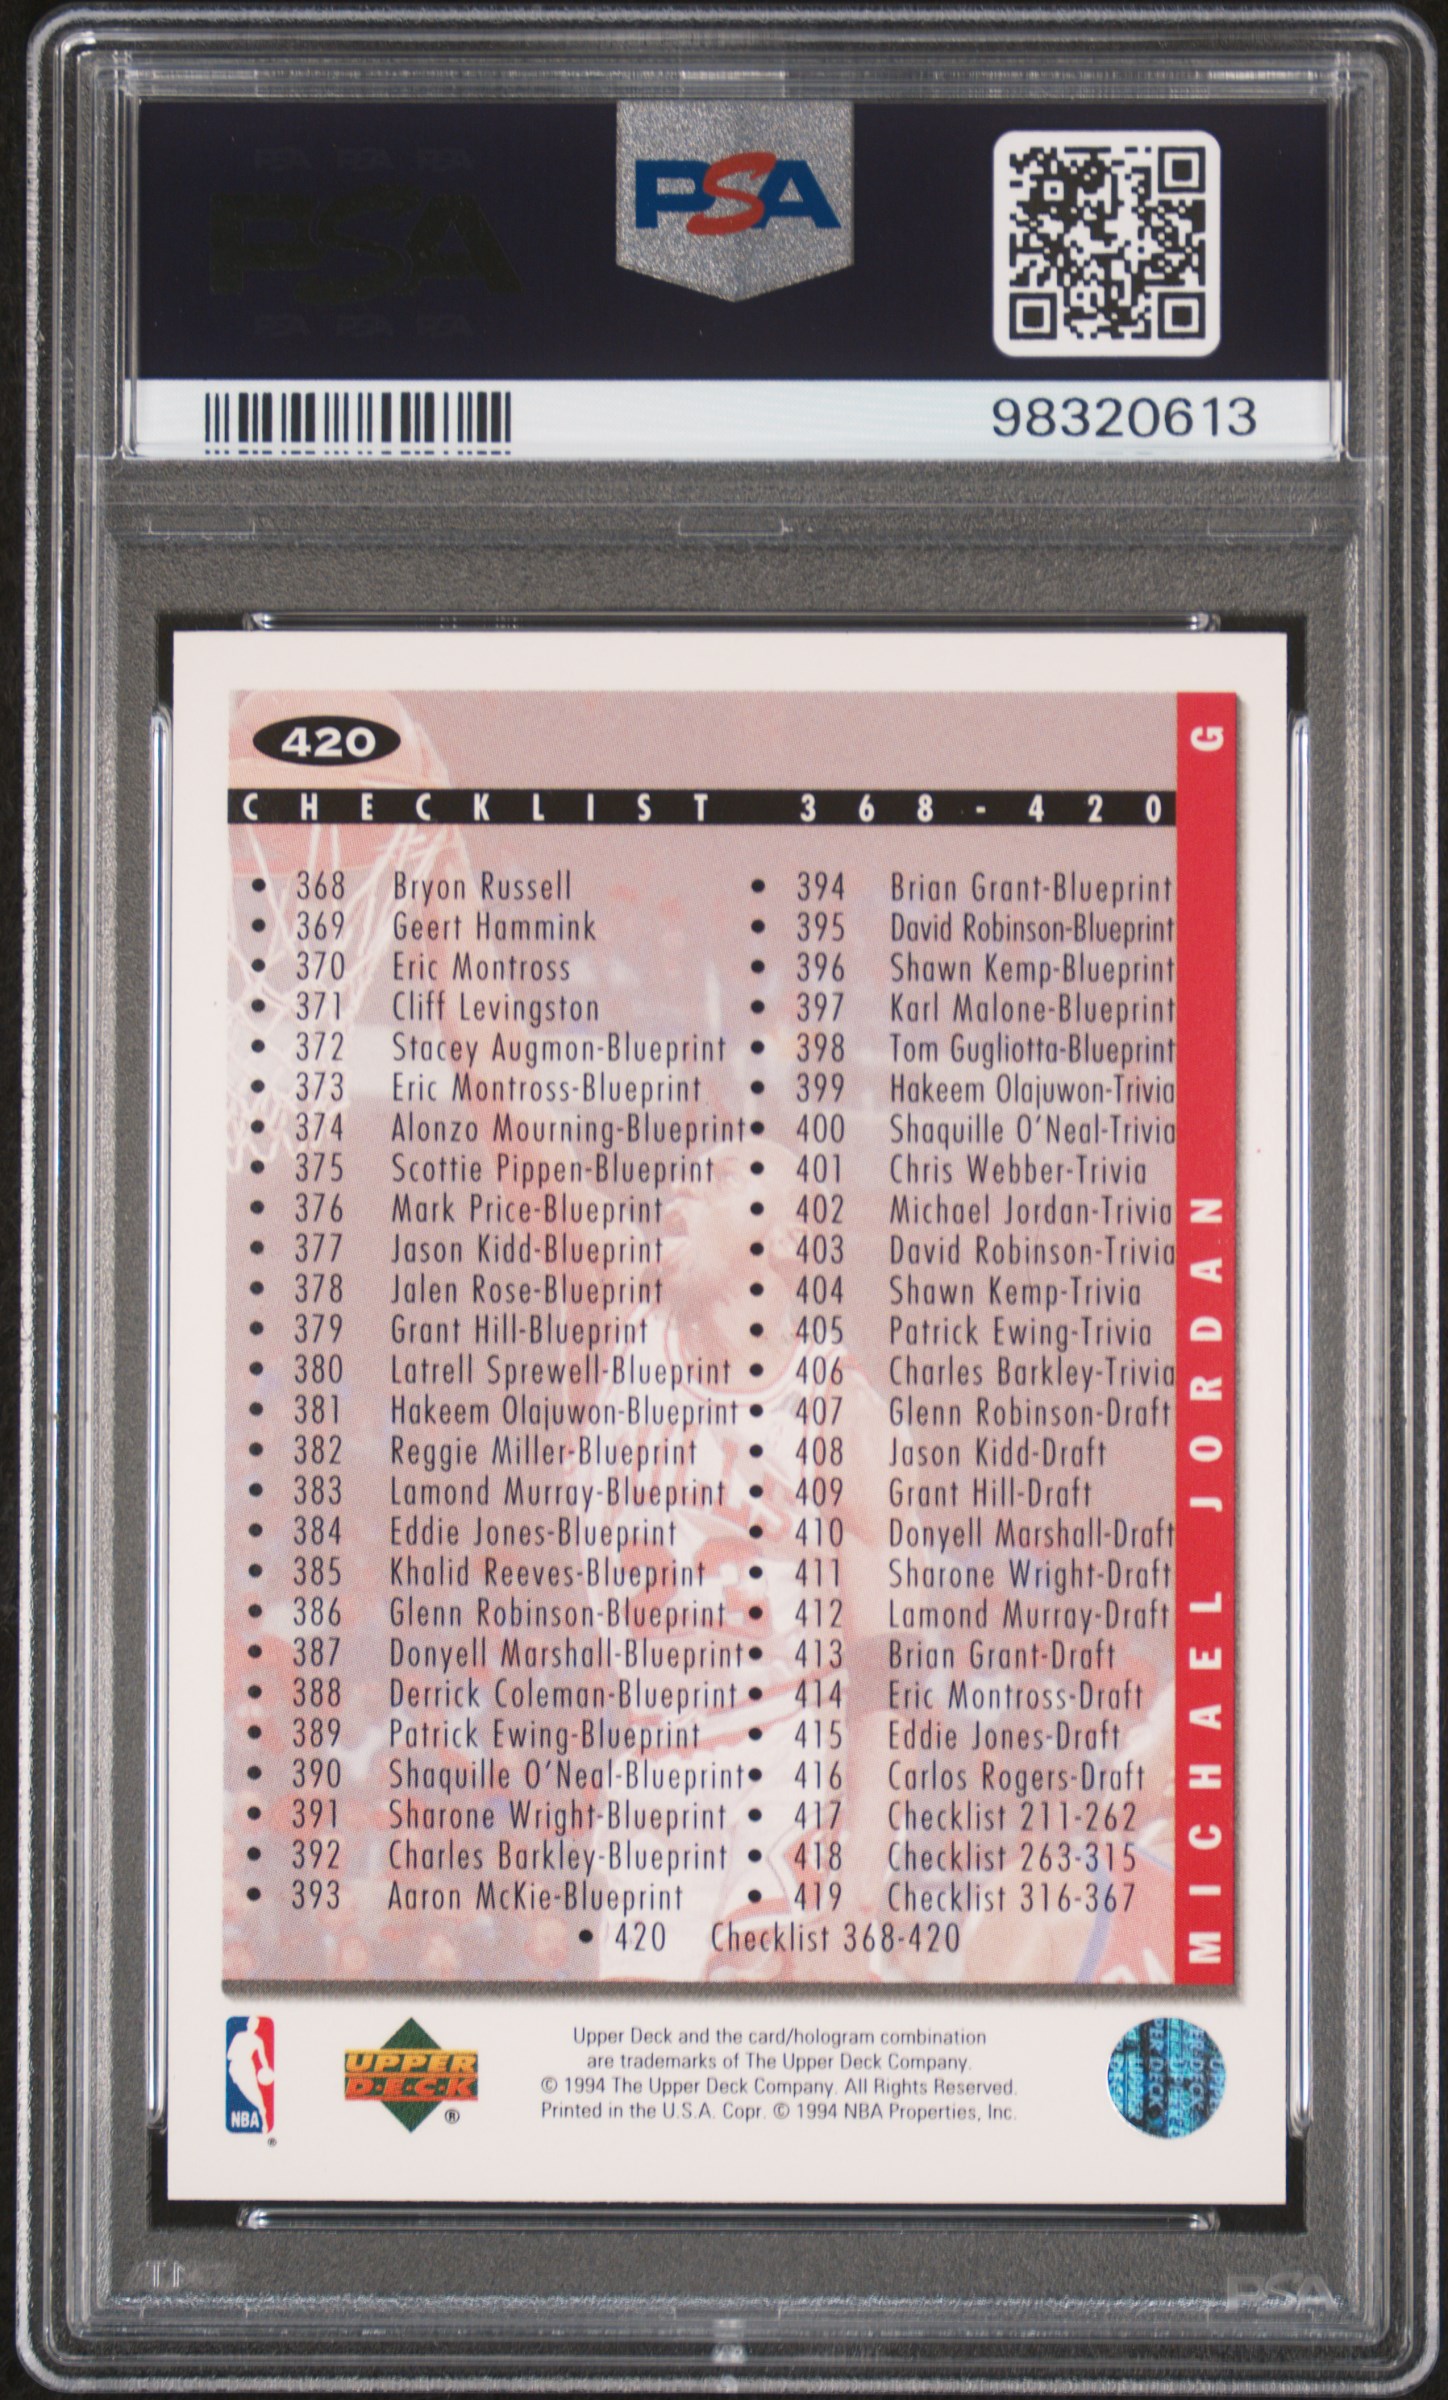 PSA
98320613
420
CHECKLIST 368-420
G
MICHAEL JORDAN
• 368 Bryon Russell
• 369 Geert Hammink
• 370 Eric Montross
• 371 Cliff Levingston
• 372 Stacey Augmon-Blueprint
• 373 Eric Montross-Blueprint
• 374 Alonzo Mourning-Blueprint
• 375 Scottie Pippen-Blueprint
• 376 Mark Price-Blueprint
• 377 Jason Kidd-Blueprint
• 378 Jalen Rose-Blueprint
• 379 Grant Hill-Blueprint
• 380 Latrell Sprewell-Blueprint
• 381 Hakeem Olajuwon-Blueprint
• 382 Reggie Miller-Blueprint
• 383 Lamond Murray-Blueprint
• 384 Eddie Jones-Blueprint
• 385 Khalid Reeves-Blueprint
• 386 Glenn Robinson-Blueprint
• 387 Donyell Marshall-Blueprint
• 388 Derrick Coleman-Blueprint
• 389 Patrick Ewing-Blueprint
• 390 Shaquille O'Neal-Blueprint
• 391 Sharone Wright-Blueprint
• 392 Charles Barkley-Blueprint
• 393 Aaron McKie-Blueprint
• 394 Brian Grant-Blueprint
• 395 David Robinson-Blueprint
• 396 Shawn Kemp-Blueprint
• 397 Karl Malone-Blueprint
• 398 Tom Gugliotta-Blueprint
• 399 Hakeem Olajuwon-Trivia
• 400 Shaquille O'Neal-Trivia
• 401 Chris Webber-Trivia
• 402 Michael Jordan-Trivia
• 403 David Robinson-Trivia
• 404 Shawn Kemp-Trivia
• 405 Patrick Ewing-Trivia
• 406 Charles Barkley-Trivia
• 407 Glenn Robinson-Draft
• 408 Jason Kidd-Draft
• 409 Grant Hill-Draft
• 410 Donyell Marshall-Draft
• 411 Sharone Wright-Draft
• 412 Lamond Murray-Draft
• 413 Brian Grant-Draft
• 414 Eric Montross-Draft
• 415 Eddie Jones-Draft
• 416 Carlos Rogers-Draft
• 417 Checklist 211-262
• 418 Checklist 263-315
• 419 Checklist 316-367
• 420 Checklist 368-420
NBA
®
UPPER
D·E·C·K
®
Upper Deck and the card/hologram combination
are trademarks of The Upper Deck Company.
© 1994 The Upper Deck Company. All Rights Reserved.
Printed in the U.S.A. Copr. © 1994 NBA Properties, Inc.
PSA